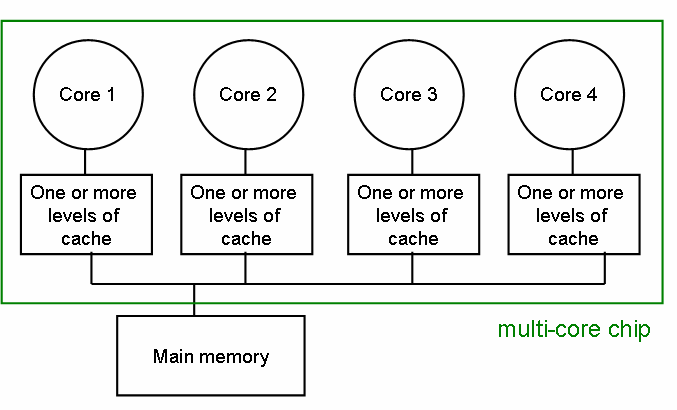 Core 1
Core 2
Core 3
Core 4
One or more
levels of
cache
One or more
levels of
cache
One or more
levels of
cache
One or more
levels of
cache
multi-core chip
Main memory